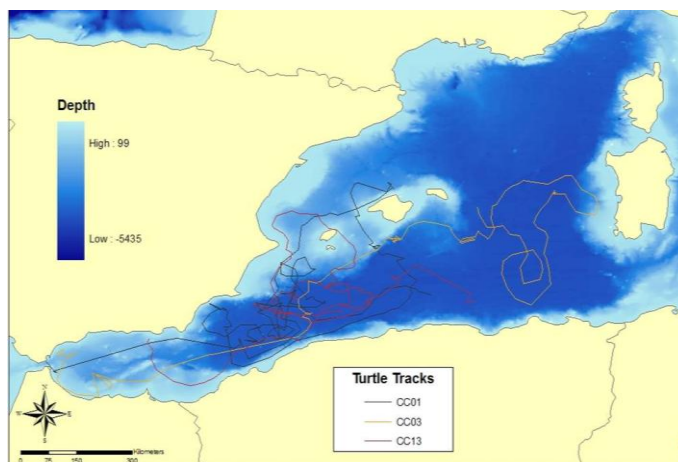 Depth
High : 99
Low : -5435
Turtle Tracks
CC01
CC03
CC13
N
W
E
S
Kilometers
0 75 150 300